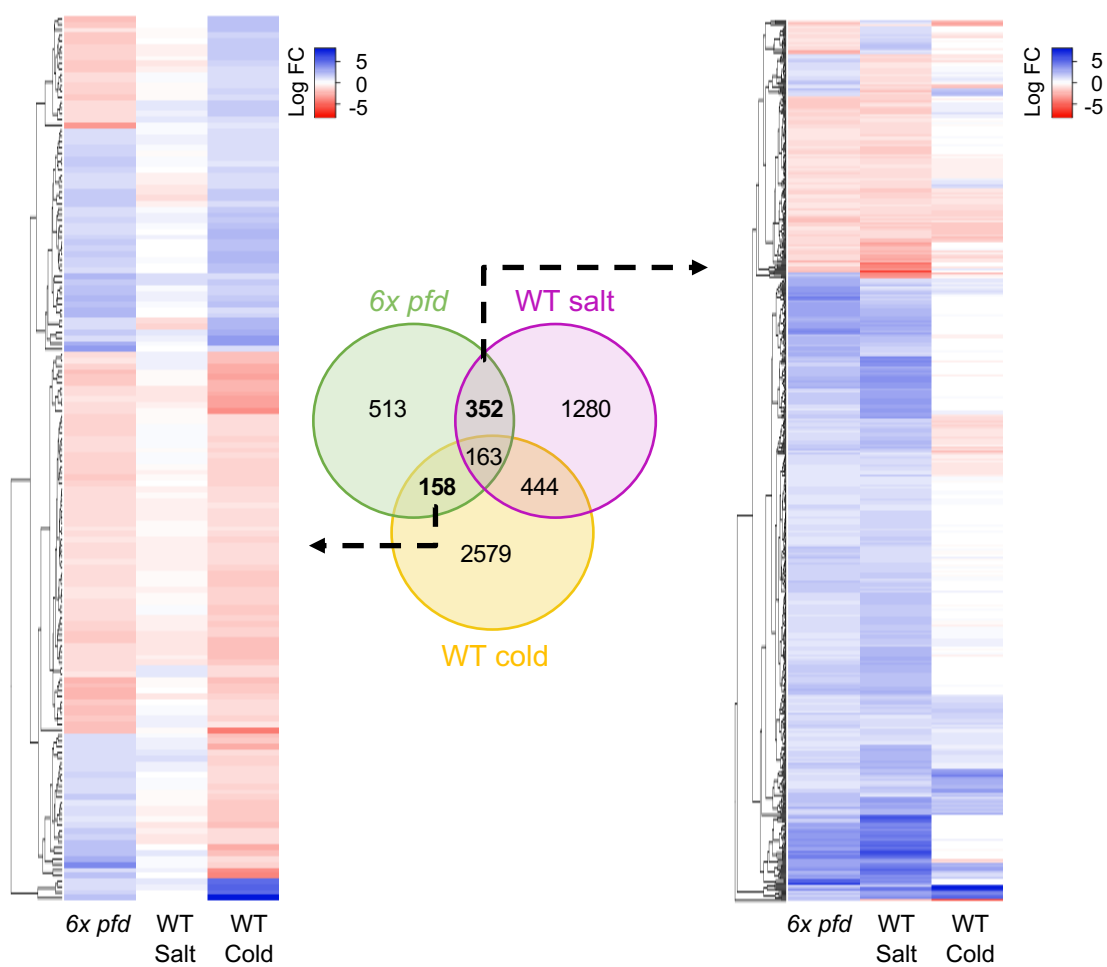 Log FC
5
0
-5
6x pfd
WT
Salt
WT
Cold
6x pfd
WT salt
513
352
1280
163
158
444
2579
WT cold
Log FC
5
0
-5
6x pfd
WT
Salt
WT
Cold